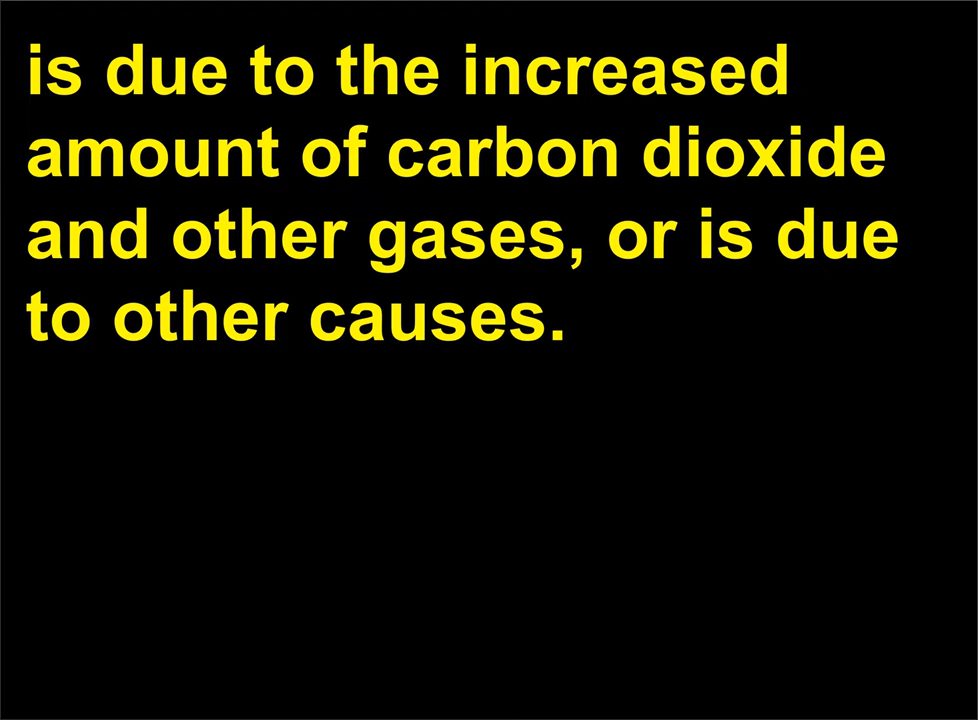 is due to the increased
amount of carbon dioxide
and other gases, or is due
to other causes.